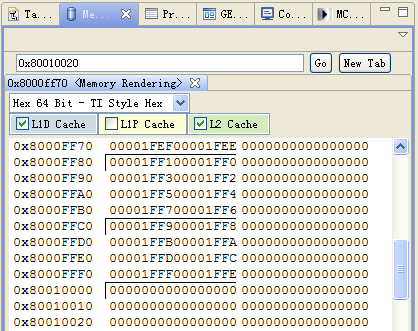 Ta... Me... Pr... GE... Co... MC...
0x80010020 Go New Tab
0x8000ff70 <Memory Rendering>
Hex 64 Bit - TI Style Hex
L1D Cache L1P Cache L2 Cache
0x8000FF70 00001FEF00001FEE 0000000000000000
0x8000FF80 00001FF100001FF0 0000000000000000
0x8000FF90 00001FF300001FF2 0000000000000000
0x8000FFA0 00001FF500001FF4 0000000000000000
0x8000FFB0 00001FF700001FF6 0000000000000000
0x8000FFC0 00001FF900001FF8 0000000000000000
0x8000FFD0 00001FFB00001FFA 0000000000000000
0x8000FFE0 00001FFD00001FFC 0000000000000000
0x8000FFF0 00001FFF00001FFE 0000000000000000
0x80010000 0000000000000000 0000000000000000
0x80010010 0000000000000000 0000000000000000
0x80010020 0000000000000000 0000000000000000